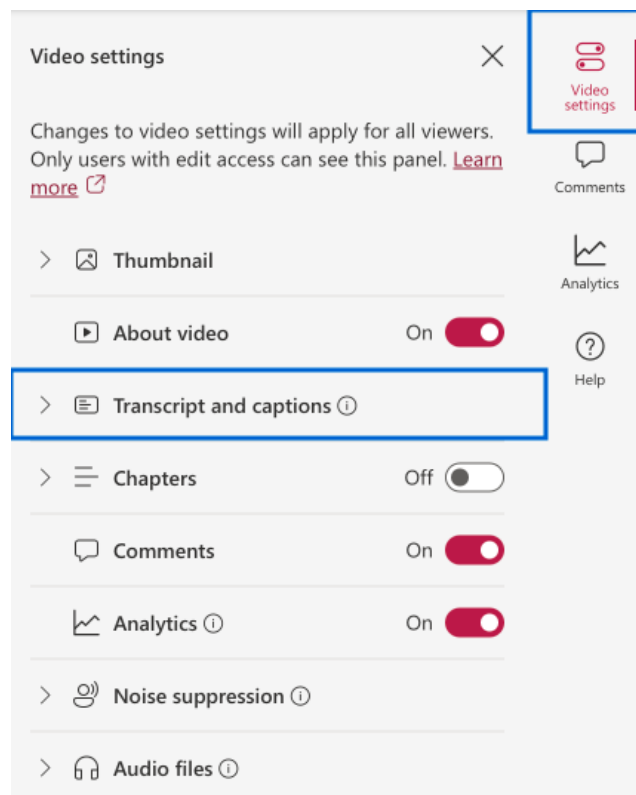 Video settings
Changes to video settings will apply for all viewers.
Only users with edit access can see this panel. Learn
more
Thumbnail
About video On
Transcript and captions
Chapters Off
Comments On
Analytics On
Noise suppression
Audio files
Video
settings
Comments
Analytics
Help